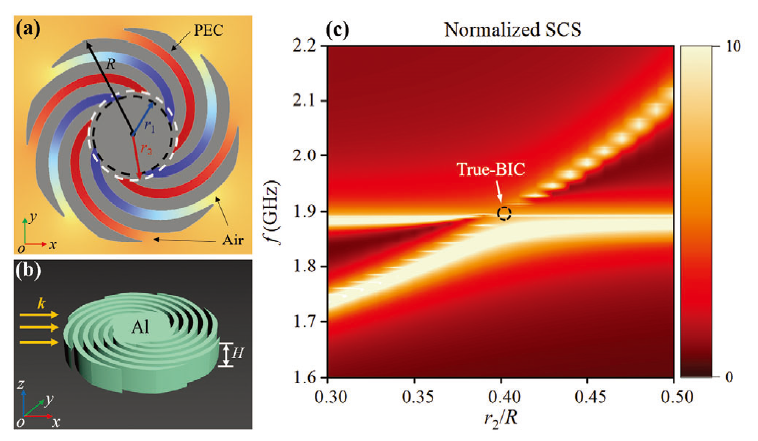 (a)
PEC
R
r1
r2
Air
y
o
x
(b)
k
Al
H
z
y
o
x
(c)
Normalized SCS
10
0
True-BIC
f (GHz)
2.2
2.1
2.0
1.9
1.8
1.7
1.6
0.30
0.35
0.40
0.45
0.50
r2/R